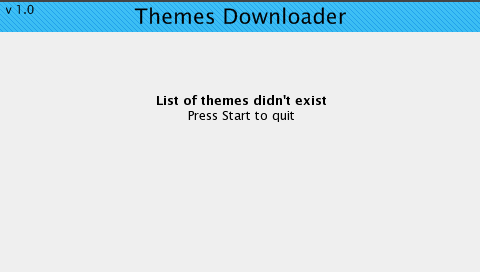 v 1.0
Themes Downloader
List of themes didn't exist
Press Start to quit